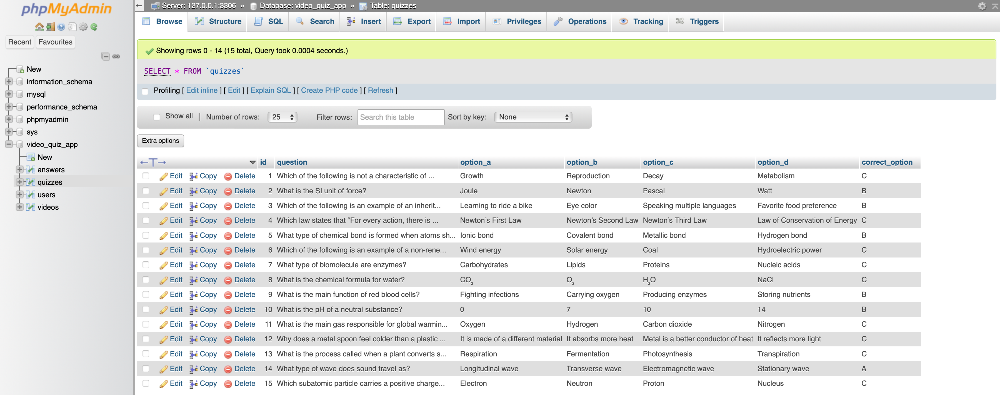 phpMyAdmin
Recent Favourites
New
information_schema
mysql
performance_schema
phpmyadmin
sys
video_quiz_app
New
answers
quizzes
users
videos
Server: 127.0.0.1:3306 » Database: video_quiz_app » Table: quizzes
Browse Structure SQL Search Insert Export Import Privileges Operations Tracking Triggers
Showing rows 0 - 14 (15 total, Query took 0.0004 seconds.)
SELECT * FROM `quizzes`
Profiling [ Edit inline ] [ Edit ] [ Explain SQL ] [ Create PHP code ] [ Refresh ]
Show all | Number of rows: 25 Filter rows: Search this table Sort by key: None
Extra options
←T→ id question option_a option_b option_c option_d correct_option
Edit Copy Delete 1 Which of the following is not a characteristic of ... Growth Reproduction Decay Metabolism C
Edit Copy Delete 2 What is the SI unit of force? Joule Newton Pascal Watt B
Edit Copy Delete 3 Which of the following is an example of an inherit... Learning to ride a bike Eye color Speaking multiple languages Favorite food preference B
Edit Copy Delete 4 Which law states that “For every action, there is ... Newton’s First Law Newton’s Second Law Newton’s Third Law Law of Conservation of Energy C
Edit Copy Delete 5 What type of chemical bond is formed when atoms sh... Ionic bond Covalent bond Metallic bond Hydrogen bond B
Edit Copy Delete 6 Which of the following is an example of a non-rene... Wind energy Solar energy Coal Hydroelectric power C
Edit Copy Delete 7 What type of biomolecule are enzymes? Carbohydrates Lipids Proteins Nucleic acids C
Edit Copy Delete 8 What is the chemical formula for water? CO₂ O₂ H₂O NaCl C
Edit Copy Delete 9 What is the main function of red blood cells? Fighting infections Carrying oxygen Producing enzymes Storing nutrients B
Edit Copy Delete 10 What is the pH of a neutral substance? 0 7 10 14 B
Edit Copy Delete 11 What is the main gas responsible for global warmin... Oxygen Hydrogen Carbon dioxide Nitrogen C
Edit Copy Delete 12 Why does a metal spoon feel colder than a plastic ... It is made of a different material It absorbs more heat Metal is a better conductor of heat It reflects more light C
Edit Copy Delete 13 What is the process called when a plant converts s... Respiration Fermentation Photosynthesis Transpiration C
Edit Copy Delete 14 What type of wave does sound travel as? Longitudinal wave Transverse wave Electromagnetic wave Stationary wave A
Edit Copy Delete 15 Which subatomic particle carries a positive charge... Electron Neutron Proton Nucleus C